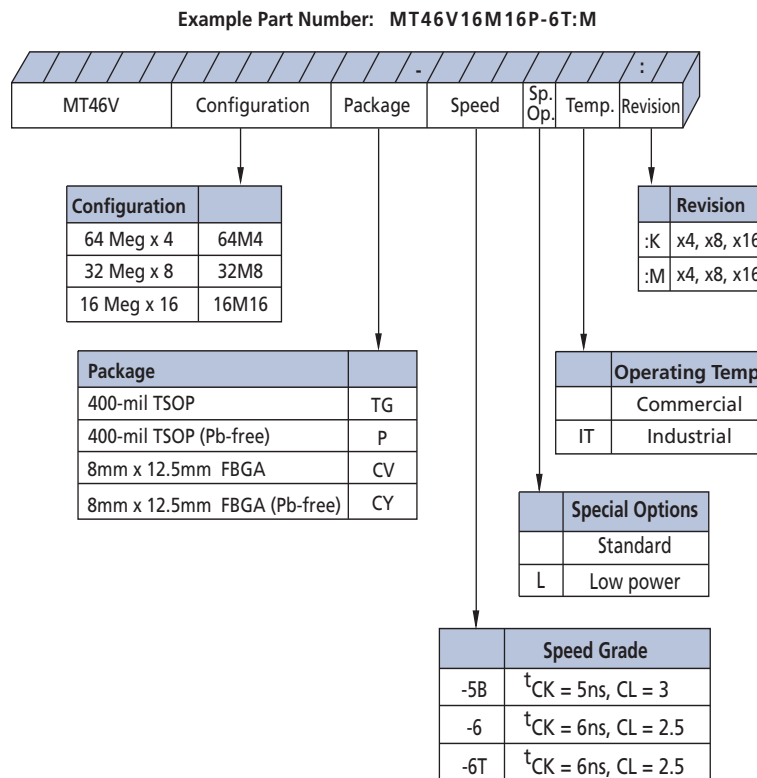 Example Part Number: MT46V16M16P-6T:M
- :
MT46V Configuration Package Speed Sp. Op. Temp. Revision
Configuration
64 Meg x 4 64M4
32 Meg x 8 32M8
16 Meg x 16 16M16
Revision
:K x4, x8, x16
:M x4, x8, x16
Package
400-mil TSOP TG
400-mil TSOP (Pb-free) P
8mm x 12.5mm FBGA CV
8mm x 12.5mm FBGA (Pb-free) CY
Operating Temp
Commercial
IT Industrial
Special Options
Standard
L Low power
Speed Grade
-5B tCK = 5ns, CL = 3
-6 tCK = 6ns, CL = 2.5
-6T tCK = 6ns, CL = 2.5